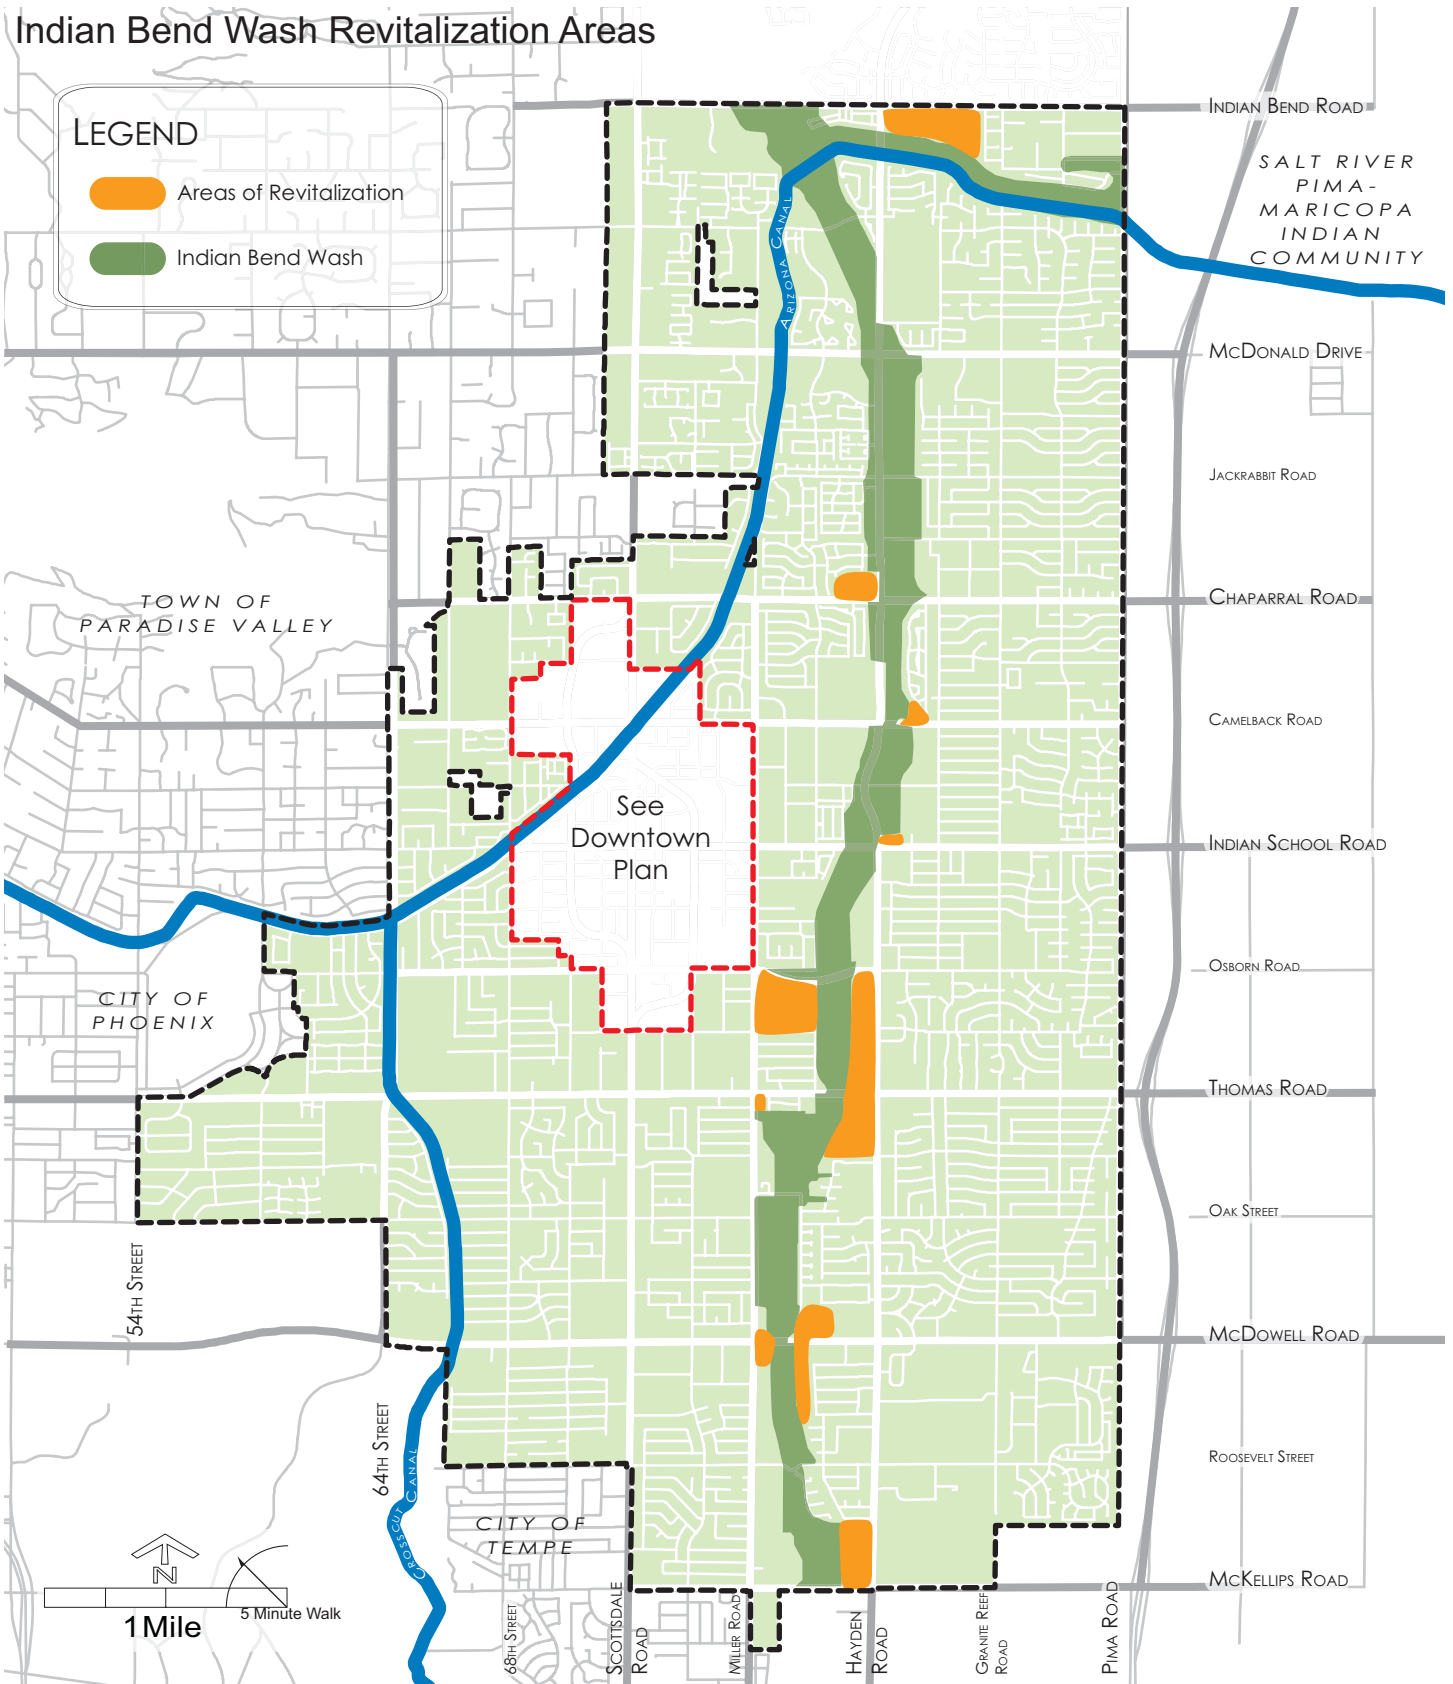 Indian Bend Wash Revitalization Areas
LEGEND
Areas of Revitalization
Indian Bend Wash
INDIAN BEND ROAD
SALT RIVER
PIMA-
MARICOPA
INDIAN
COMMUNITY
ARIZONA CANAL
MCDONALD DRIVE
JACKRABBIT ROAD
CHAPARRAL ROAD
TOWN OF
PARADISE VALLEY
CAMELBACK ROAD
See
Downtown
Plan
INDIAN SCHOOL ROAD
OSBORN ROAD
CITY OF
PHOENIX
THOMAS ROAD
OAK STREET
54TH STREET
MCDOWELL ROAD
64TH STREET
CROSSCUT CANAL
ROOSEVELT STREET
CITY OF
TEMPE
N
1Mile
5 Minute Walk
MCKELLIPS ROAD
68TH STREET
SCOTTSDALE
ROAD
MILLER ROAD
HAYDEN
ROAD
GRANITE REEF
ROAD
PIMA ROAD